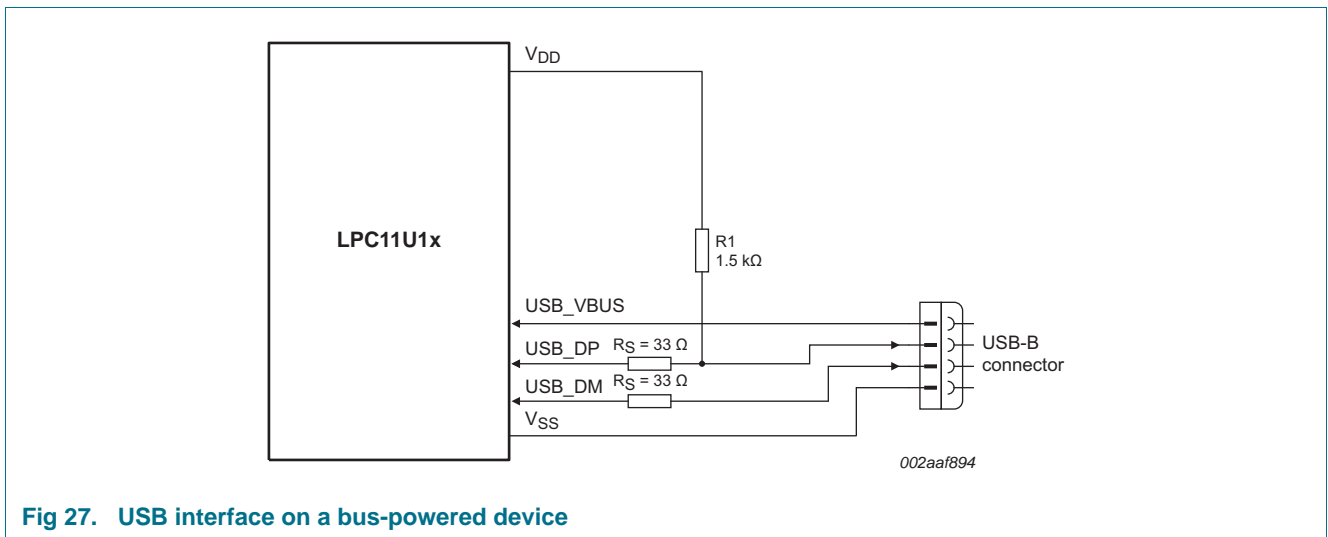 VDD
LPC11U1x
R1
1.5 kΩ
USB_VBUS
USB_DP RS = 33 Ω
USB-B
connector
USB_DM RS = 33 Ω
VSS
002aaf894
Fig 27. USB interface on a bus-powered device